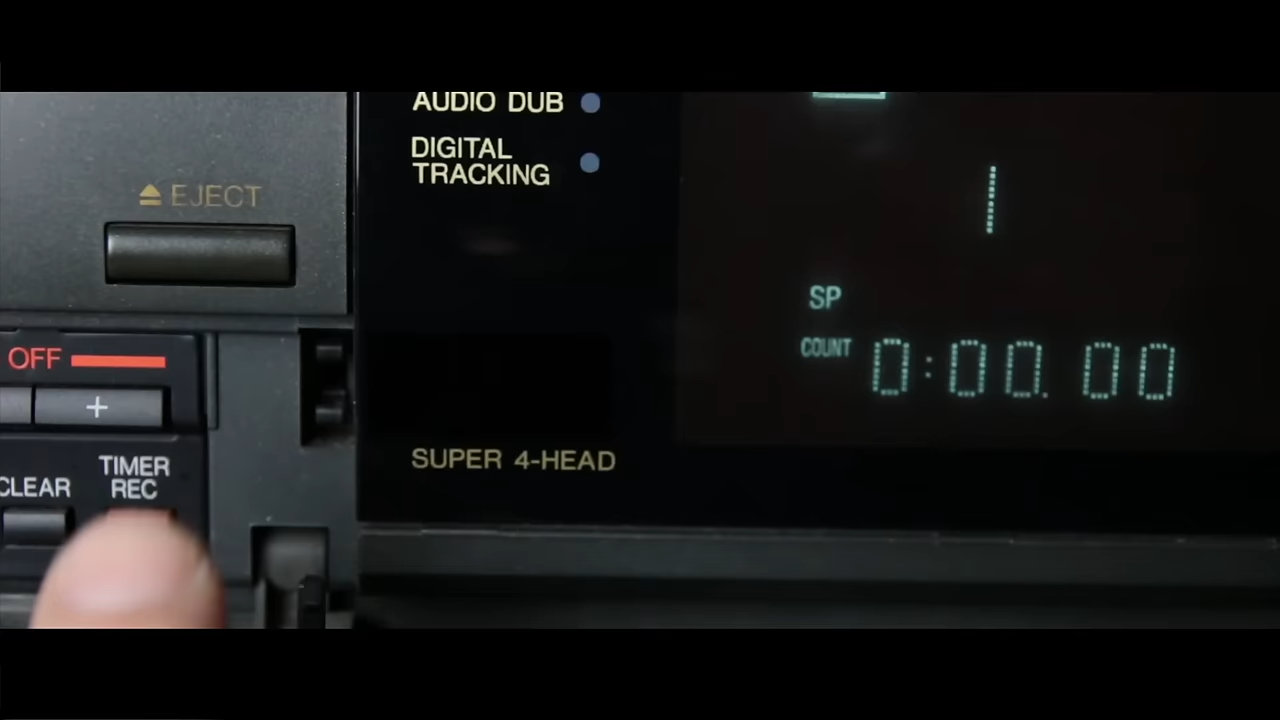 AUDIO DUB
DIGITAL
TRACKING
EJECT
SP
COUNT 0:00.00
OFF
+
TIMER
REC
CLEAR
SUPER 4-HEAD